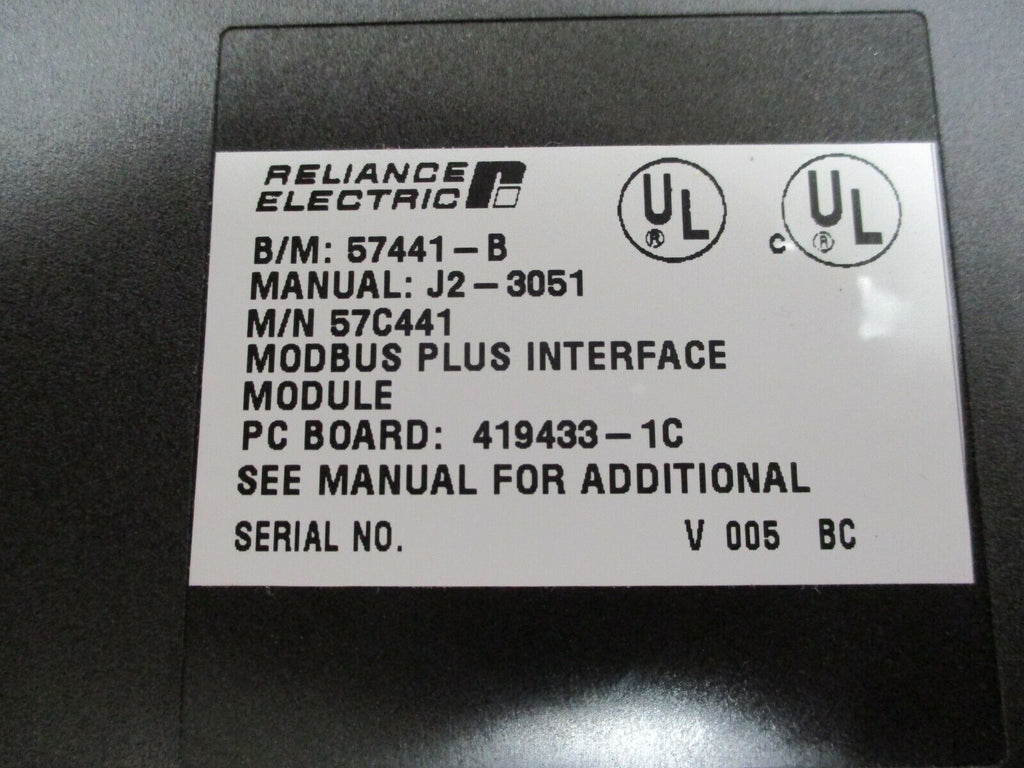 RELIANCE
ELECTRIC
UL ®
C UL ®
B/M: 57441-B
MANUAL: J2-3051
M/N 57C441
MODBUS PLUS INTERFACE
MODULE
PC BOARD: 419433-1C
SEE MANUAL FOR ADDITIONAL
SERIAL NO. V 005 BC